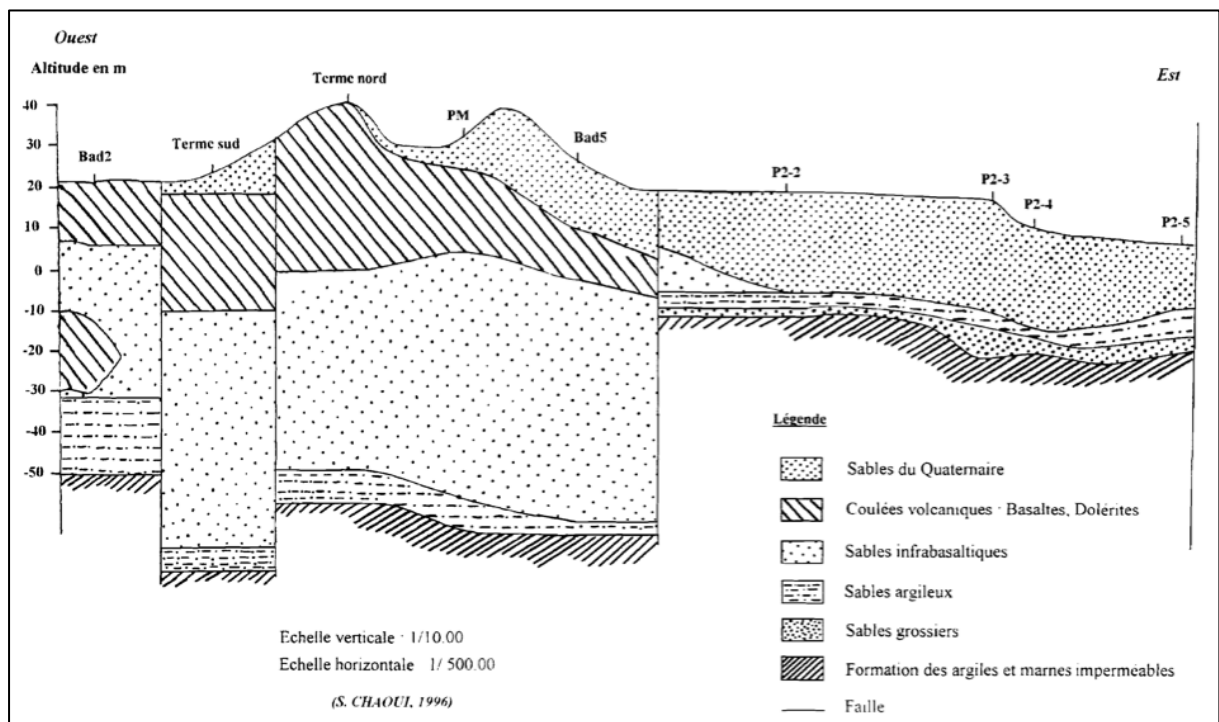 Ouest
Altitude en m
Est
Terme nord
PM
Terme sud
Bad5
Bad2
P2-2
P2-3
P2-4
P2-5
40
30
20
10
0
-10
-20
-30
-40
-50
Légende
Sables du Quaternaire
Coulées volcaniques : Basaltes, Dolérites
Sables infrabasaltiques
Sables argileux
Sables grossiers
Formation des argiles et marnes imperméables
Faille
Echelle verticale : 1/10.00
Echelle horizontale 1/ 500.00
(S. CHAOUI, 1996)